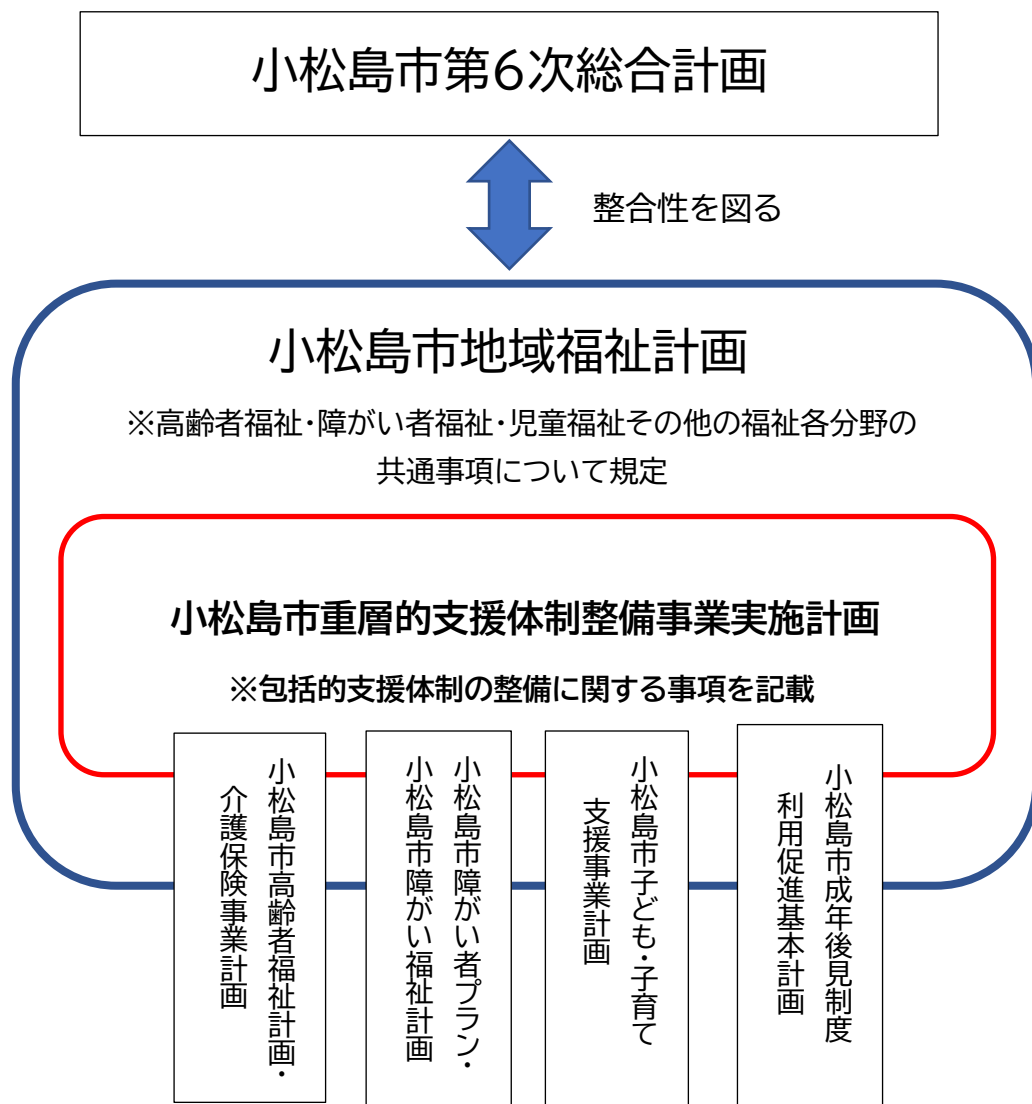 小松島市第6次総合計画
整合性を図る
小松島市地域福祉計画
※高齢者福祉・障がい者福祉・児童福祉その他の福祉各分野の
共通事項について規定
小松島市重層的支援体制整備事業実施計画
※包括的支援体制の整備に関する事項を記載
小松島市高齢者福祉計画・
介護保険事業計画
小松島市障がい者プラン・
小松島市障がい福祉計画
小松島市子ども・子育て
支援事業計画
小松島市成年後見制度
利用促進基本計画